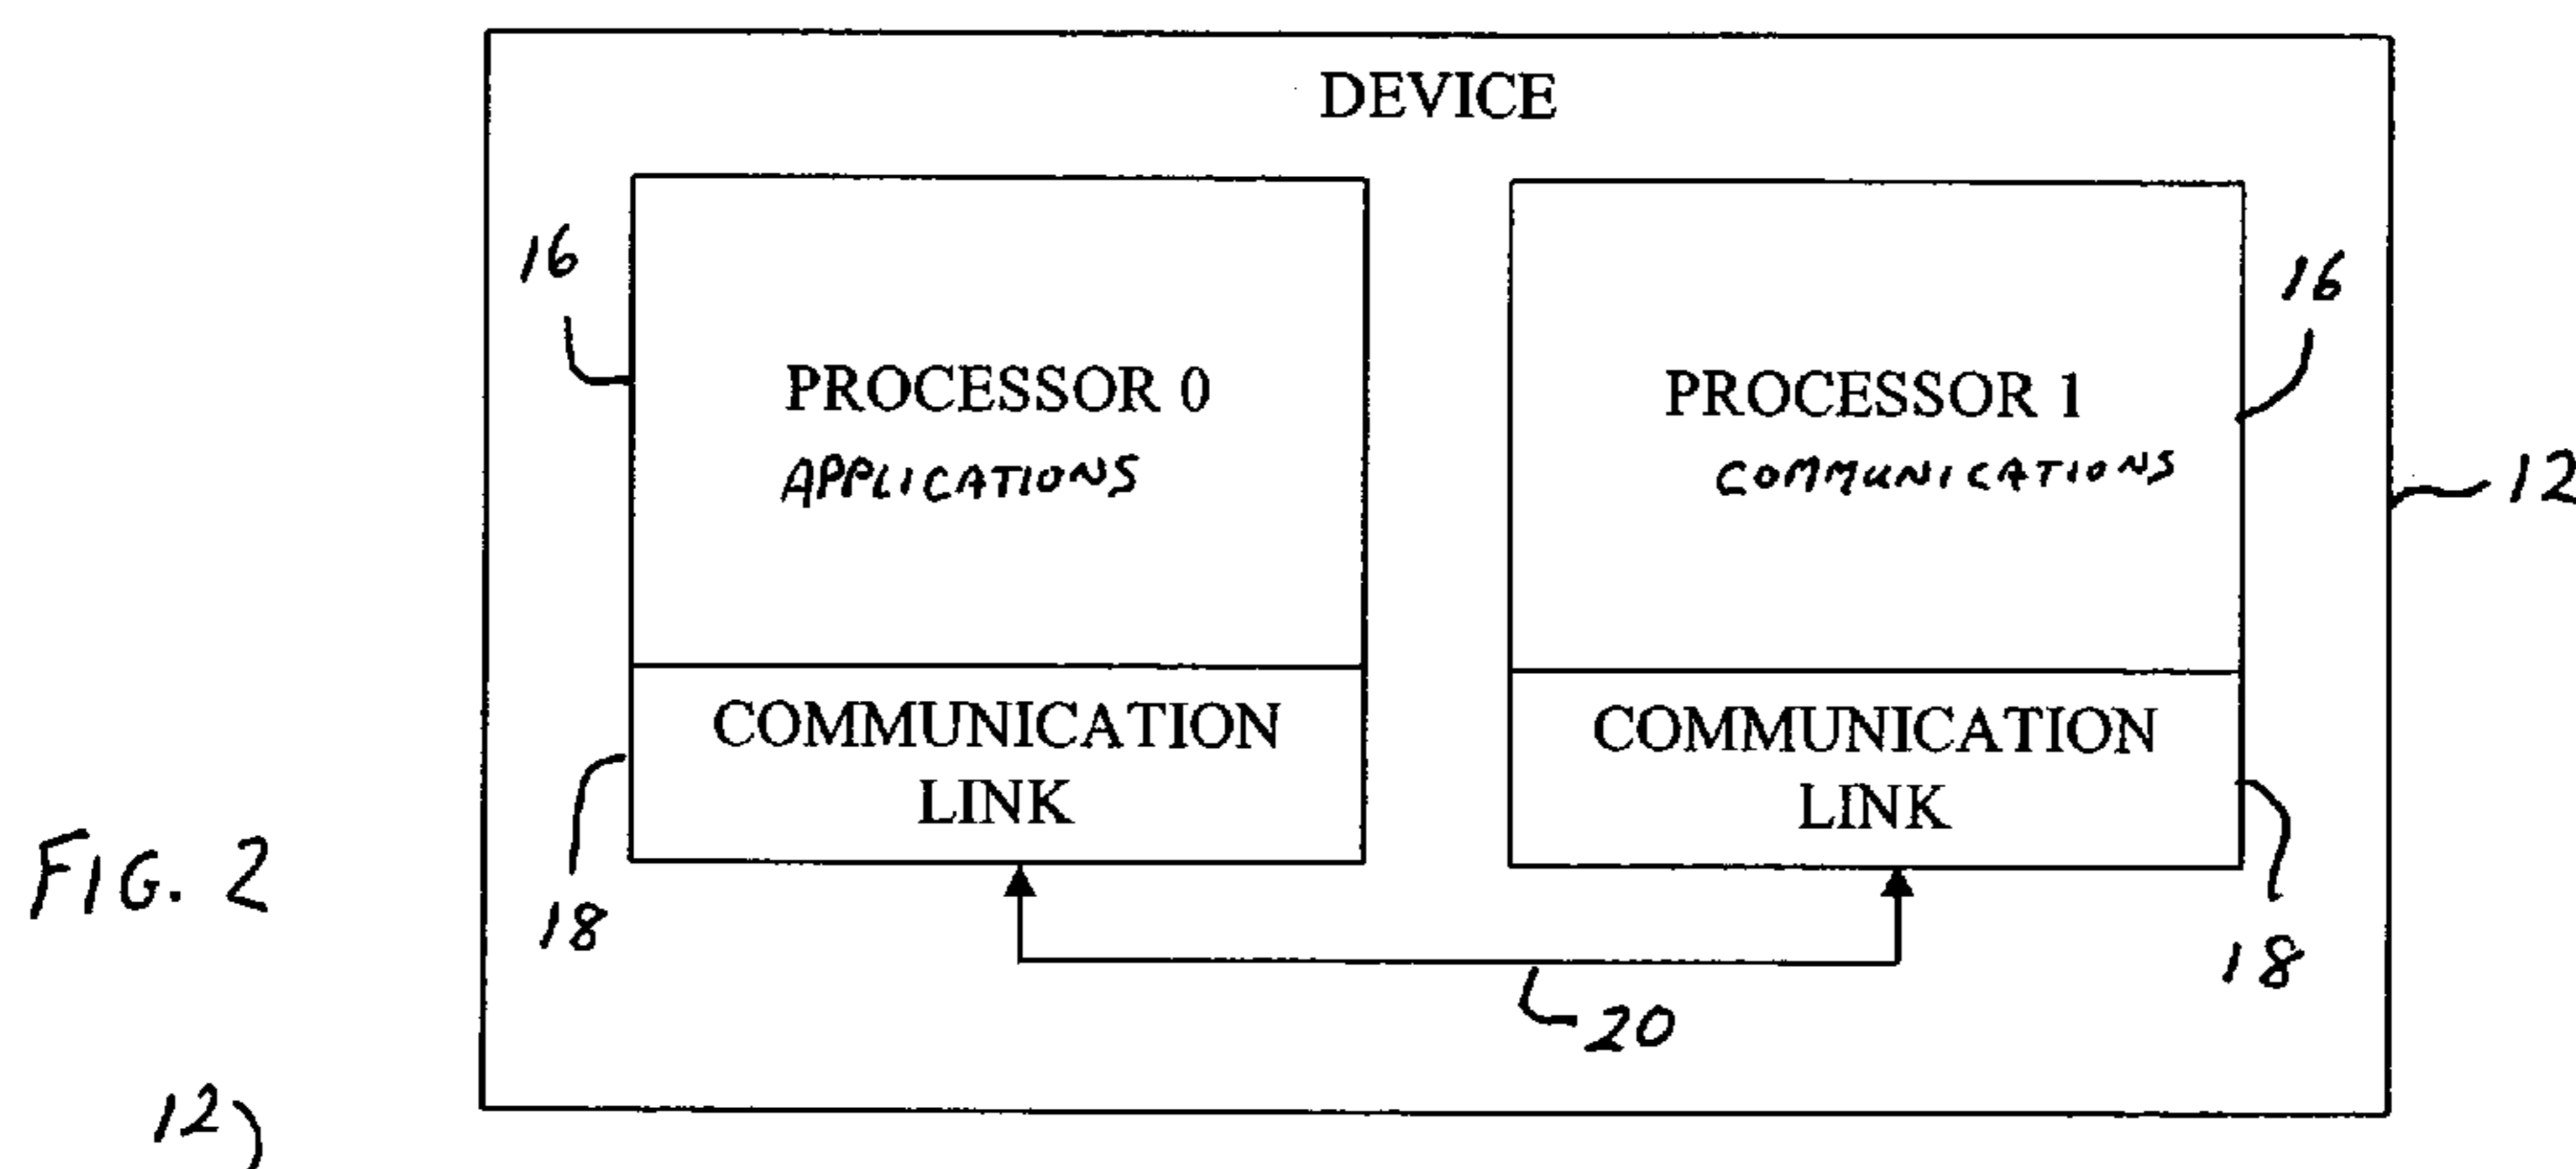 DEVICE
16
PROCESSOR 0
APPLICATIONS
18
COMMUNICATION
LINK
16
PROCESSOR 1
COMMUNICATIONS
12
COMMUNICATION
LINK
18
20
FIG. 2
12